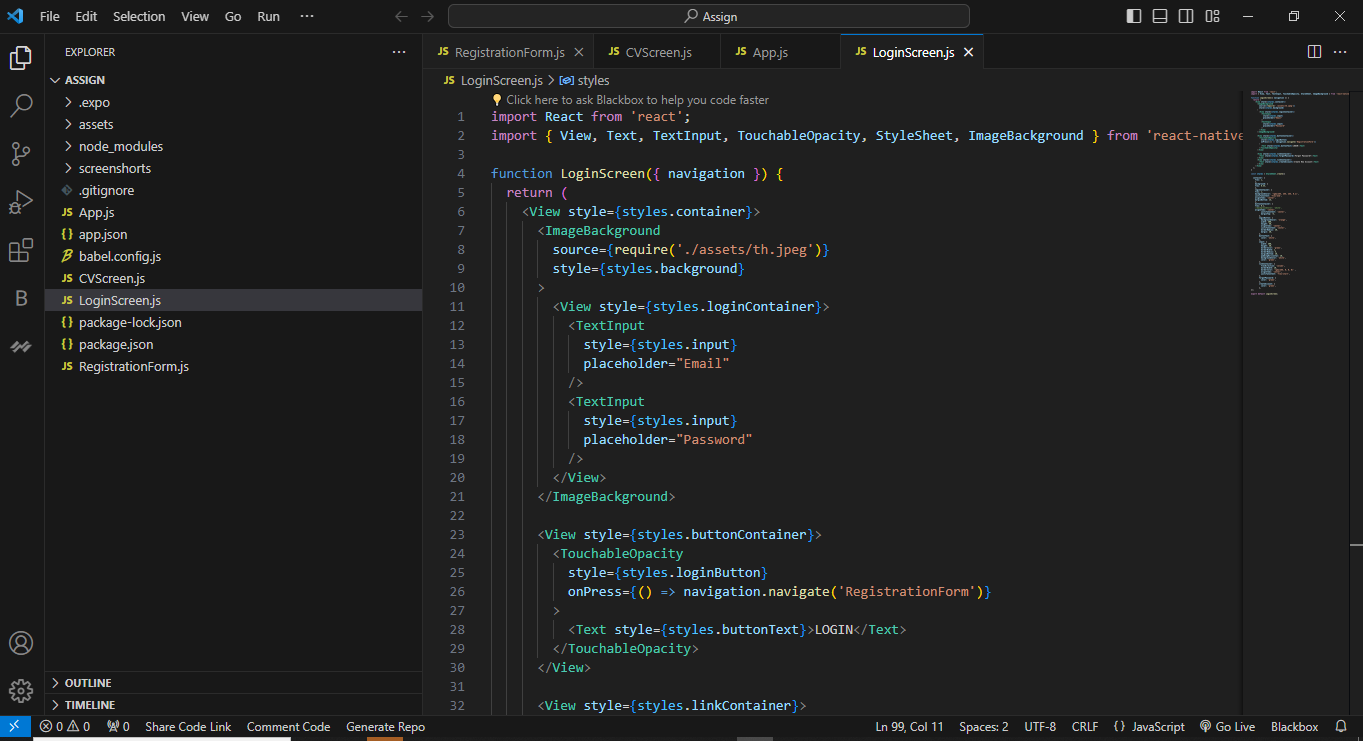 File Edit Selection View Go Run ··· Assign
EXPLORER ···
ASSIGN
.expo
assets
node_modules
screenshorts
.gitignore
JS App.js
{} app.json
babel.config.js
JS CVScreen.js
JS LoginScreen.js
{} package-lock.json
{} package.json
JS RegistrationForm.js
OUTLINE
TIMELINE
JS RegistrationForm.js JS CVScreen.js JS App.js JS LoginScreen.js
JS LoginScreen.js > styles
Click here to ask Blackbox to help you code faster
1 import React from 'react';
2 import { View, Text, TextInput, TouchableOpacity, StyleSheet, ImageBackground } from 'react-native
3
4 function LoginScreen({ navigation }) {
5 return (
6 <View style={styles.container}>
7 <ImageBackground
8 source={require('./assets/th.jpeg')}
9 style={styles.background}
10 >
11 <View style={styles.loginContainer}>
12 <TextInput
13 style={styles.input}
14 placeholder="Email"
15 />
16 <TextInput
17 style={styles.input}
18 placeholder="Password"
19 />
20 </View>
21 </ImageBackground>
22
23 <View style={styles.buttonContainer}>
24 <TouchableOpacity
25 style={styles.loginButton}
26 onPress={() => navigation.navigate('RegistrationForm')}
27 >
28 <Text style={styles.buttonText}>LOGIN</Text>
29 </TouchableOpacity>
30 </View>
31
32 <View style={styles.linkContainer}>
0 0 0 Share Code Link Comment Code Generate Repo Ln 99, Col 11 Spaces: 2 UTF-8 CRLF {} JavaScript Go Live Blackbox